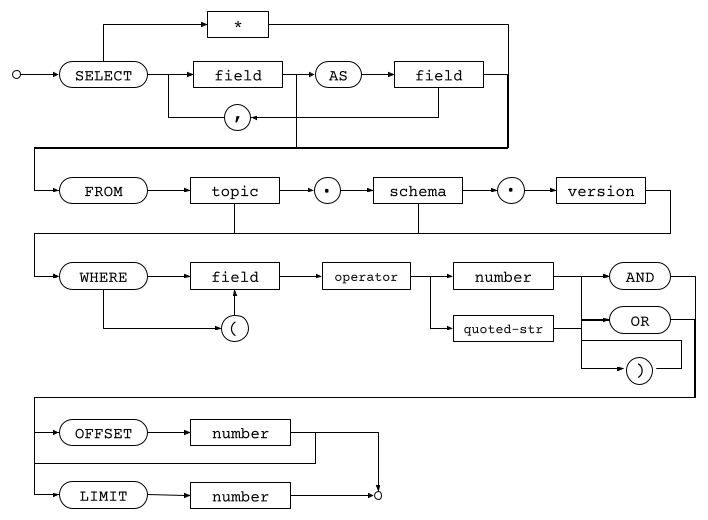 *
SELECT field AS field
,
FROM topic . schema . version
WHERE field operator number AND
( quoted-str OR
)
OFFSET number
LIMIT number